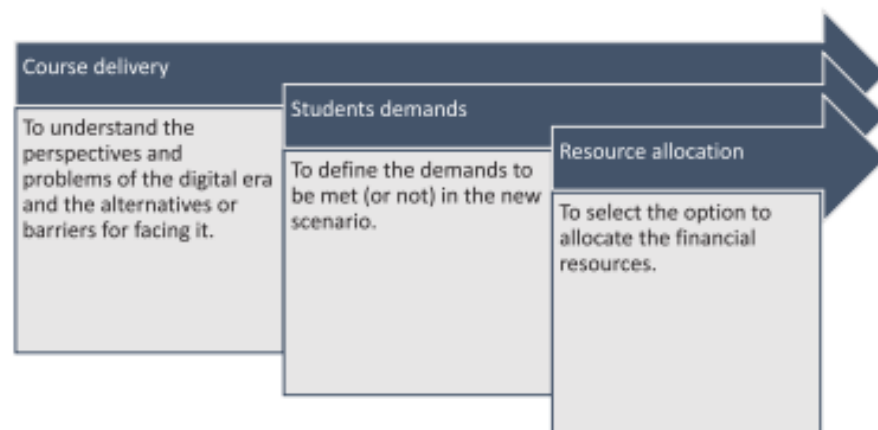 Course delivery
To understand the
perspectives and
problems of the digital era
and the alternatives or
barriers for facing it.
Students demands
To define the demands to
be met (or not) in the new
scenario.
Resource allocation
To select the option to
allocate the financial
resources.